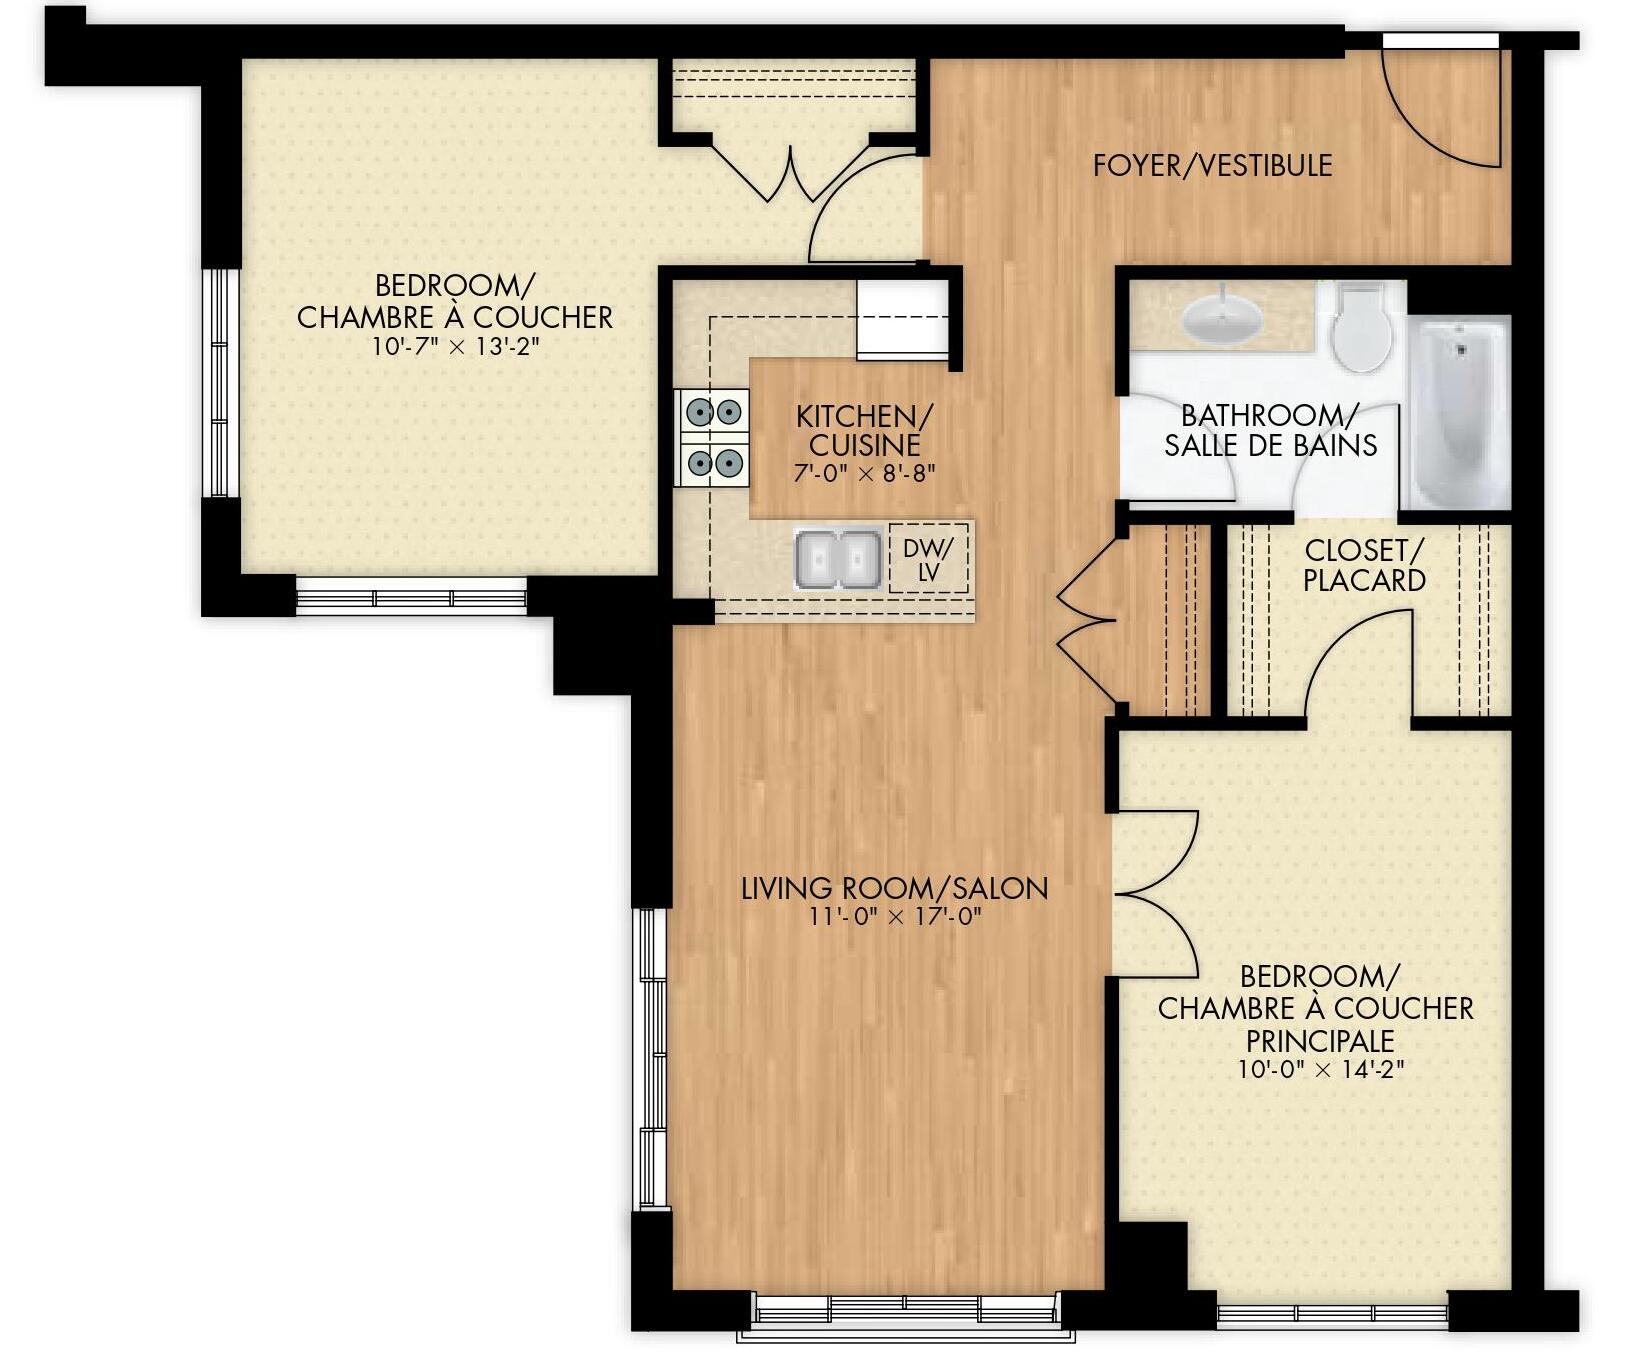 FOYER/VESTIBULE
BEDROOM/
CHAMBRE À COUCHER
10'-7" × 13'-2"
KITCHEN/
CUISINE
7'-0" × 8'-8"
BATHROOM/
SALLE DE BAINS
DW/
LV
CLOSET/
PLACARD
LIVING ROOM/SALON
11'-0" × 17'-0"
BEDROOM/
CHAMBRE À COUCHER
PRINCIPALE
10'-0" × 14'-2"